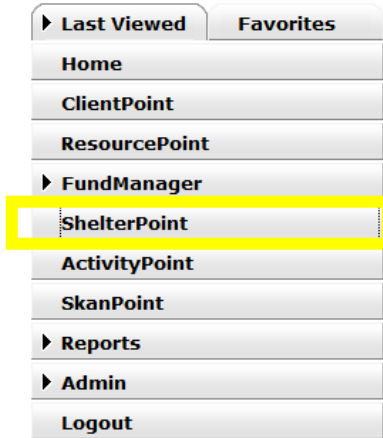 Last Viewed Favorites
Home
ClientPoint
ResourcePoint
FundManager
ShelterPoint
ActivityPoint
SkanPoint
Reports
Admin
Logout